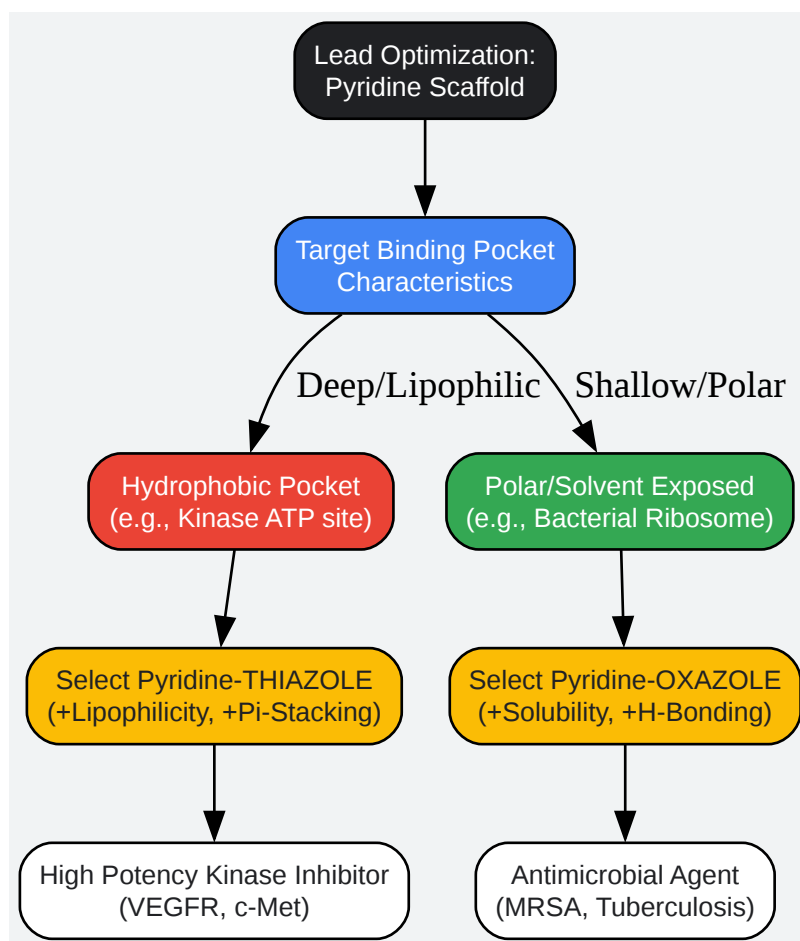 Lead Optimization:
Pyridine Scaffold
Target Binding Pocket
Characteristics
Deep/Lipophilic
Shallow/Polar
Hydrophobic Pocket
(e.g., Kinase ATP site)
Polar/Solvent Exposed
(e.g., Bacterial Ribosome)
Select Pyridine-THIAZOLE
(+Lipophilicity, +Pi-Stacking)
Select Pyridine-OXAZOLE
(+Solubility, +H-Bonding)
High Potency Kinase Inhibitor
(VEGFR, c-Met)
Antimicrobial Agent
(MRSA, Tuberculosis)